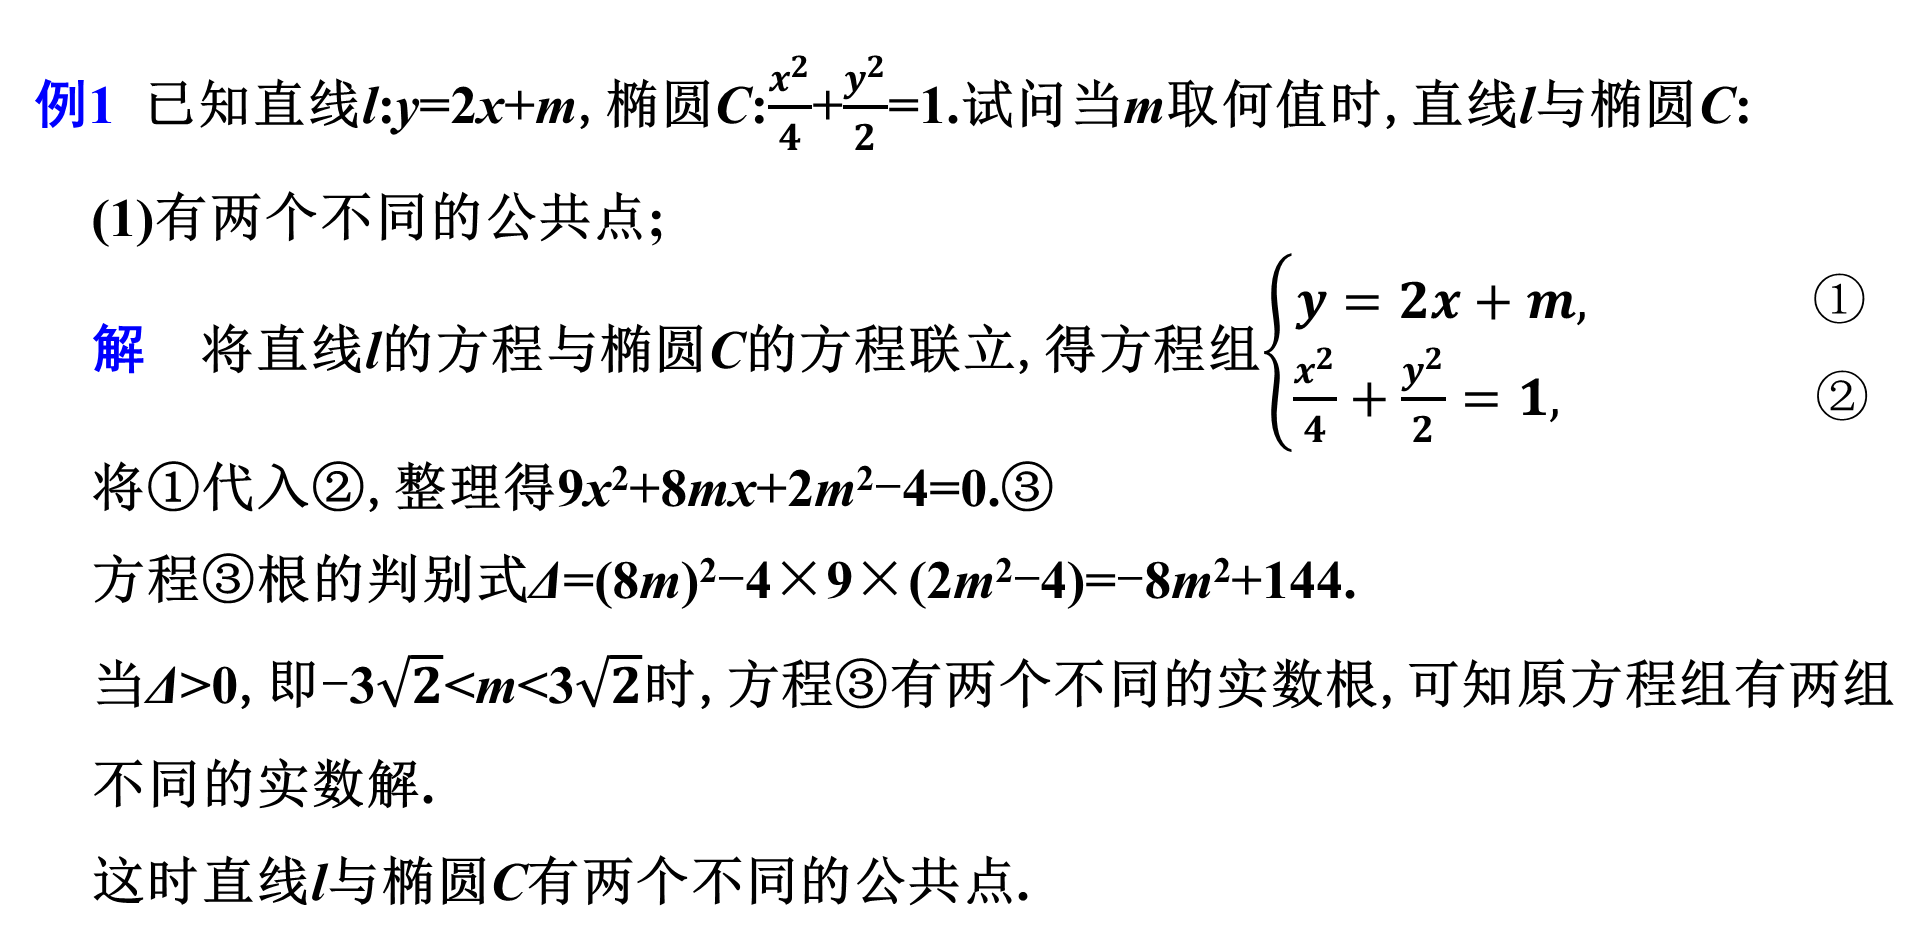 例1 已知直线l:y=2x+m,椭圆C:x²/4+y²/2=1.试问当m取何值时,直线l与椭圆C:
(1)有两个不同的公共点;
解 将直线l的方程与椭圆C的方程联立,得方程组{y = 2x + m, ①
x²/4 + y²/2 = 1, ②
将①代入②,整理得9x²+8mx+2m²−4=0.③
方程③根的判别式Δ=(8m)²−4×9×(2m²−4)=−8m²+144.
当Δ>0,即−3√2<m<3√2时,方程③有两个不同的实数根,可知原方程组有两组
不同的实数解.
这时直线l与椭圆C有两个不同的公共点.